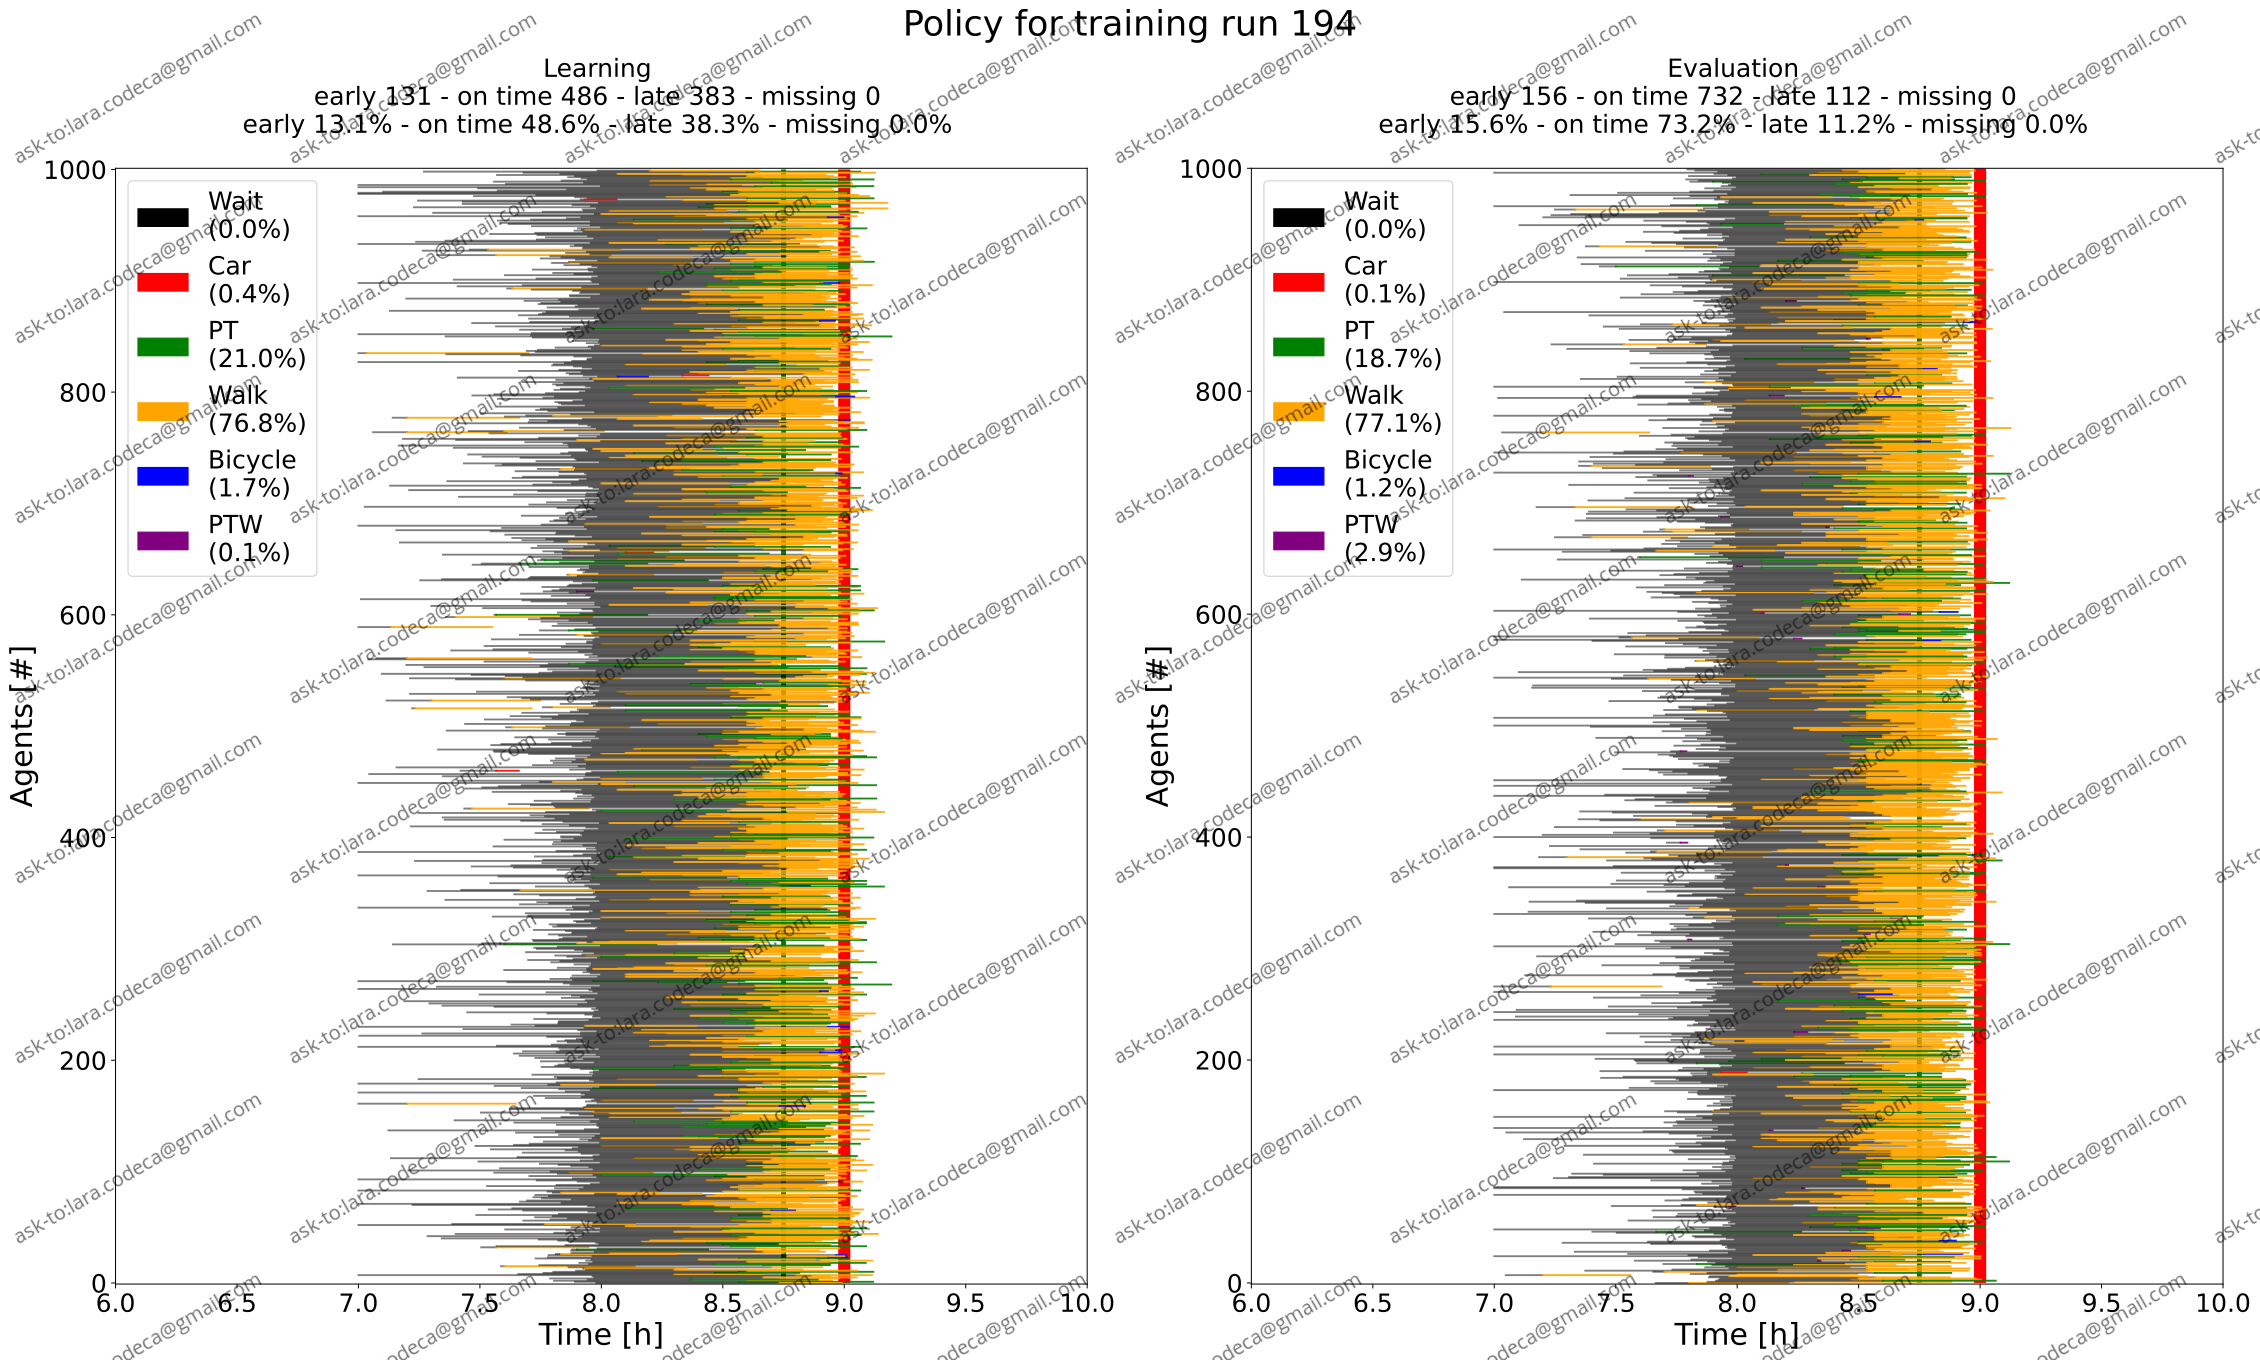 Policy for training run 194
Learning
early 131 - on time 486 - late 383 - missing 0
early 13.1% - on time 48.6% - late 38.3% - missing 0.0%
Evaluation
early 156 - on time 732 - late 112 - missing 0
early 15.6% - on time 73.2% - late 11.2% - missing 0.0%
Agents [#]
1000
800
600
400
200
0
Wait
(0.0%)
Car
(0.4%)
PT
(21.0%)
Walk
(76.8%)
Bicycle
(1.7%)
PTW
(0.1%)
6.0 6.5 7.0 7.5 8.0 8.5 9.0 9.5 10.0
Time [h]
Agents [#]
1000
800
600
400
200
0
Wait
(0.0%)
Car
(0.1%)
PT
(18.7%)
Walk
(77.1%)
Bicycle
(1.2%)
PTW
(2.9%)
6.0 6.5 7.0 7.5 8.0 8.5 9.0 9.5 10.0
Time [h]
ask-to:lara.codeca@gmail.com